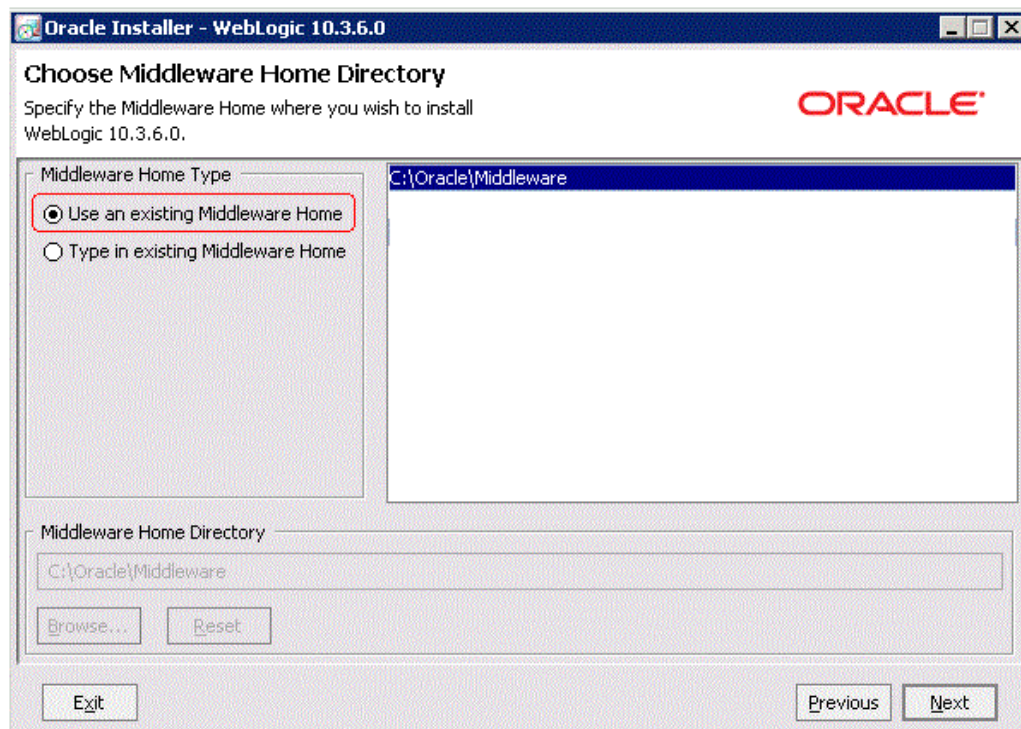 Oracle Installer - WebLogic 10.3.6.0
Choose Middleware Home Directory
Specify the Middleware Home where you wish to install
WebLogic 10.3.6.0.
ORACLE
Middleware Home Type
Use an existing Middleware Home
Type in existing Middleware Home
C:\Oracle\Middleware
Middleware Home Directory
C:\Oracle\Middleware
Browse...
Reset
Exit
Previous
Next